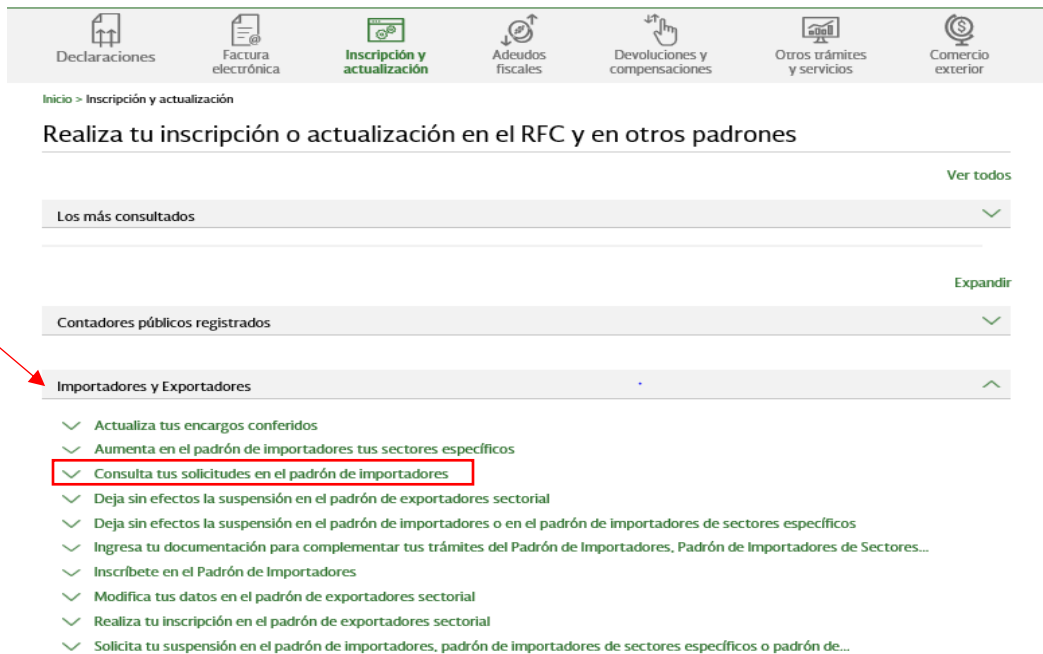 Declaraciones
Factura
electrónica
Inscripción y
actualización
Adeudos
fiscales
Devoluciones y
compensaciones
Otros trámites
y servicios
Comercio
exterior
Inicio > Inscripción y actualización
Realiza tu inscripción o actualización en el RFC y en otros padrones
Ver todos
Los más consultados
Expandir
Contadores públicos registrados
Importadores y Exportadores
Actualiza tus encargos conferidos
Aumenta en el padrón de importadores tus sectores específicos
Consulta tus solicitudes en el padrón de importadores
Deja sin efectos la suspensión en el padrón de exportadores sectorial
Deja sin efectos la suspensión en el padrón de importadores o en el padrón de importadores de sectores específicos
Ingresa tu documentación para complementar tus trámites del Padrón de Importadores, Padrón de Importadores de Sectores...
Inscríbete en el Padrón de Importadores
Modifica tus datos en el padrón de exportadores sectorial
Realiza tu inscripción en el padrón de exportadores sectorial
Solicita tu suspensión en el padrón de importadores, padrón de importadores de sectores específicos o padrón de...